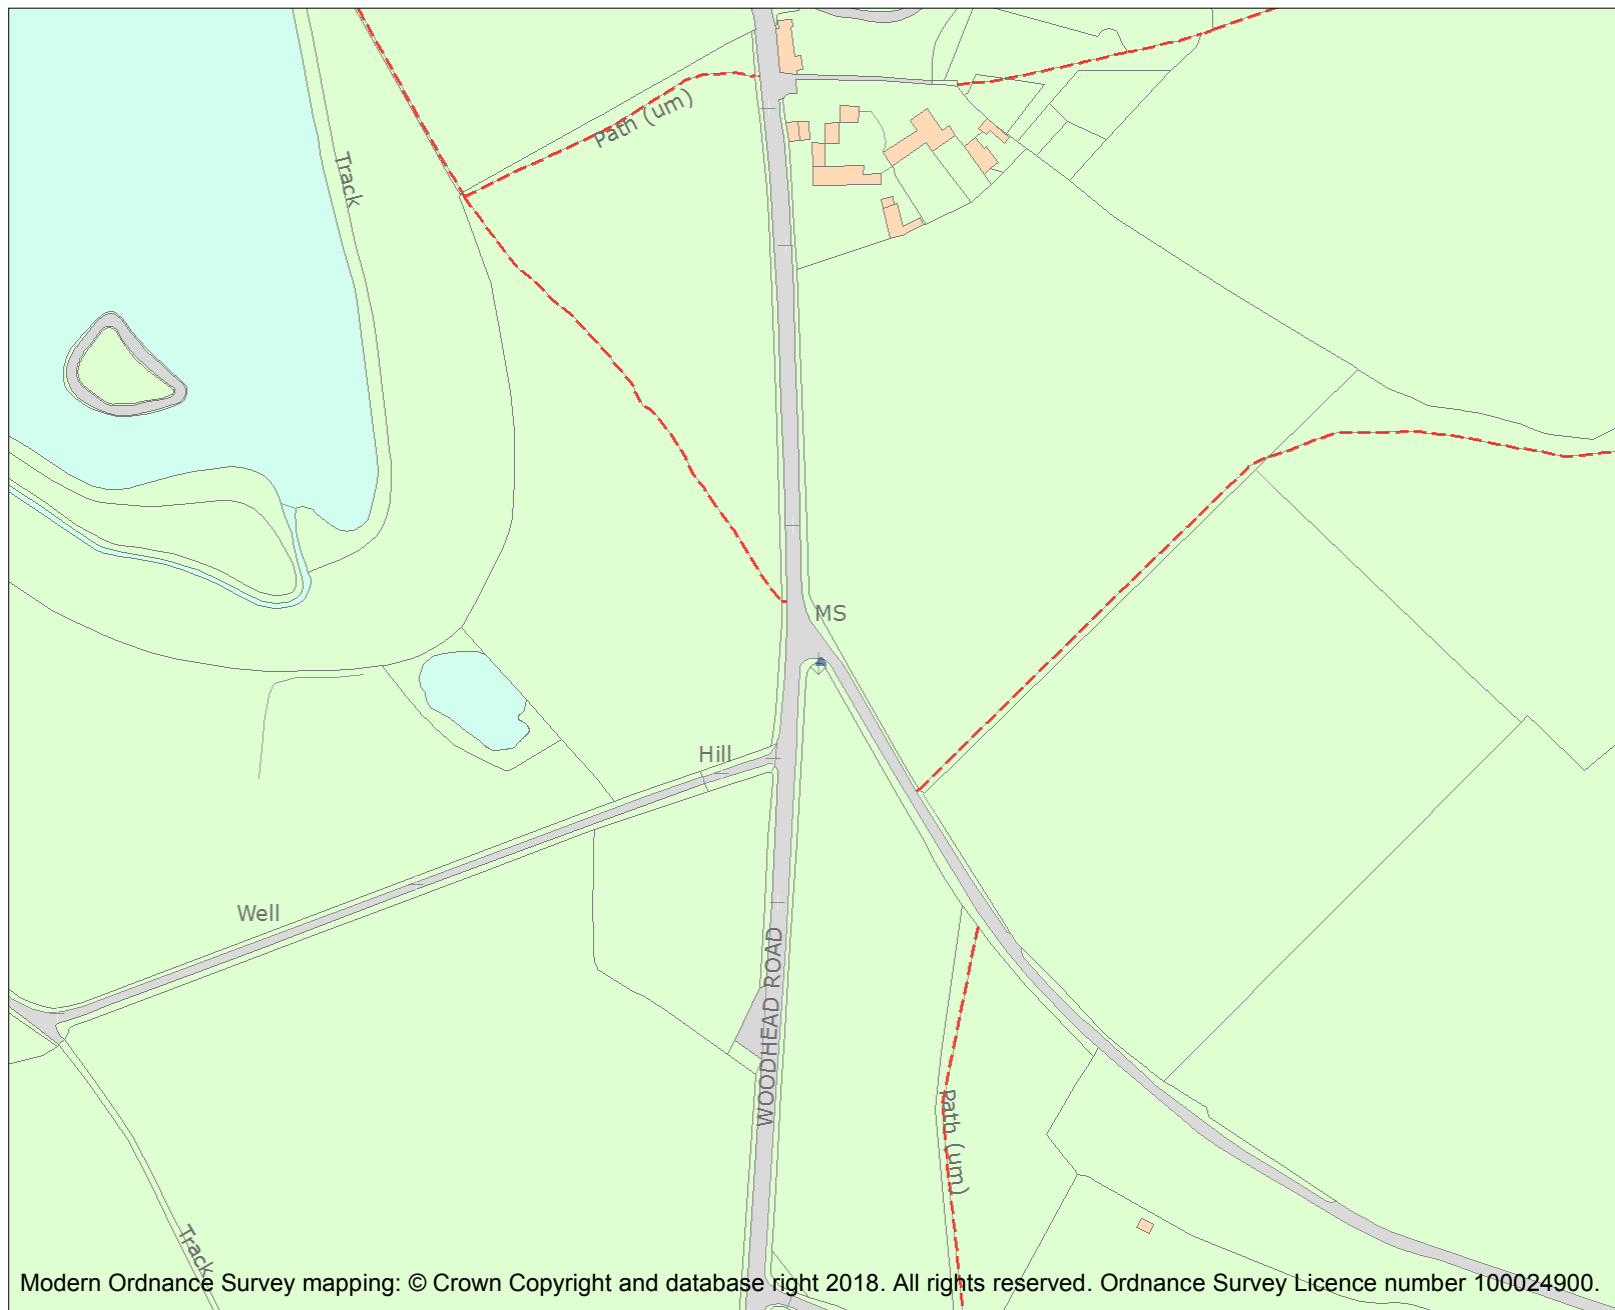 Path (um)
Track
MS
Hill
Well
WOODHEAD ROAD
Path (um)
Track
Modern Ordnance Survey mapping: © Crown Copyright and database right 2018. All rights reserved. Ordnance Survey Licence number 100024900.